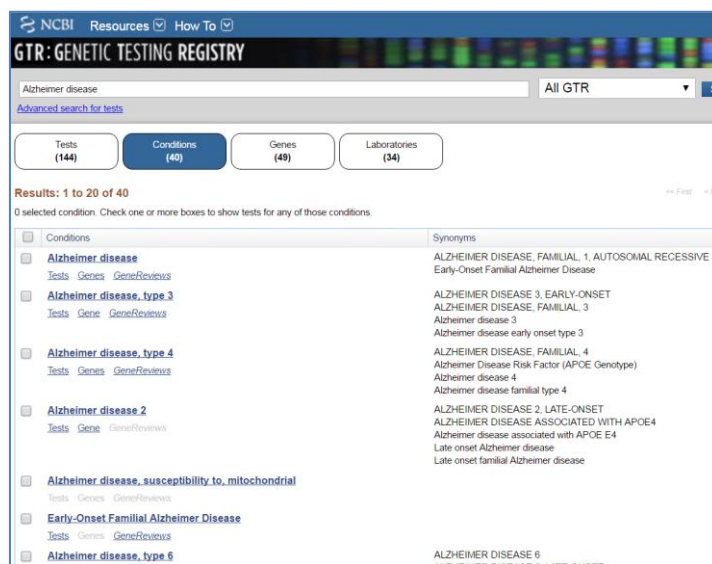 NCBI Resources How To
GTR: GENETIC TESTING REGISTRY
Alzheimer disease All GTR
Advanced search for tests
Tests Conditions Genes Laboratories
(144) (40) (49) (34)
Results: 1 to 20 of 40 << First
0 selected condition. Check one or more boxes to show tests for any of those conditions.
Conditions Synonyms
Alzheimer disease ALZHEIMER DISEASE, FAMILIAL, 1, AUTOSOMAL RECESSIVE
Tests Genes GeneReviews Early-Onset Familial Alzheimer Disease
Alzheimer disease, type 3 ALZHEIMER DISEASE 3, EARLY-ONSET
Tests Gene GeneReviews ALZHEIMER DISEASE, FAMILIAL, 3
Alzheimer disease 3
Alzheimer disease early onset type 3
Alzheimer disease, type 4 ALZHEIMER DISEASE, FAMILIAL, 4
Tests Genes GeneReviews Alzheimer Disease Risk Factor (APOE Genotype)
Alzheimer disease 4
Alzheimer disease familial type 4
Alzheimer disease 2 ALZHEIMER DISEASE 2, LATE-ONSET
Tests Gene GeneReviews ALZHEIMER DISEASE ASSOCIATED WITH APOE4
Alzheimer disease associated with APOE E4
Late onset Alzheimer disease
Late onset familial Alzheimer disease
Alzheimer disease, susceptibility to, mitochondrial
Tests Genes GeneReviews
Early-Onset Familial Alzheimer Disease
Tests Genes GeneReviews
Alzheimer disease, type 6 ALZHEIMER DISEASE 6